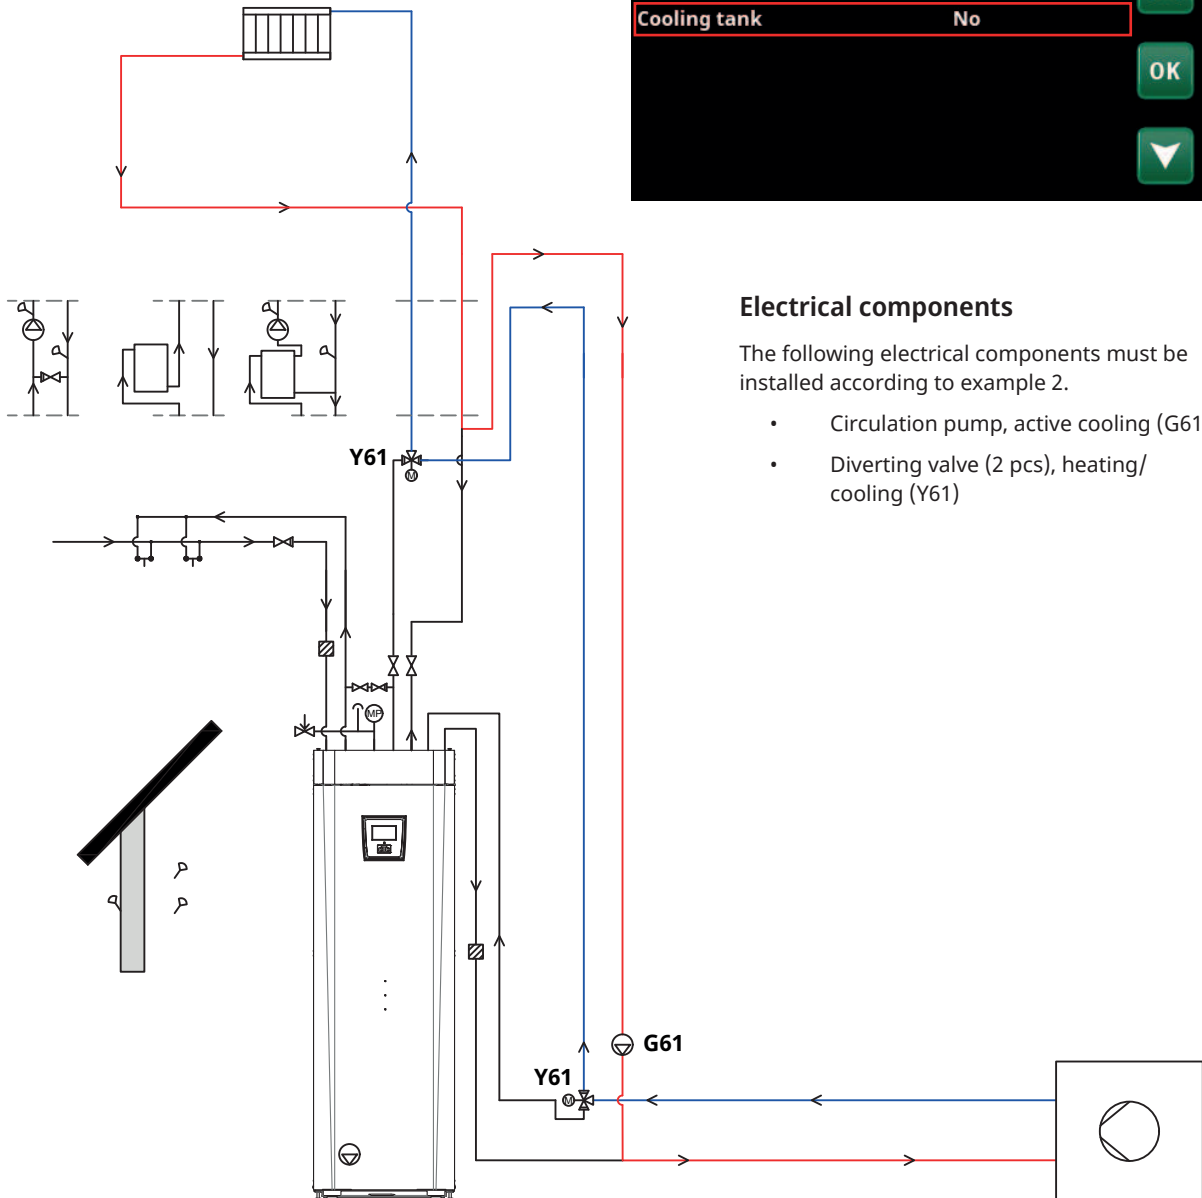 Cooling tank No
OK
Electrical components
The following electrical components must be
installed according to example 2.
• Circulation pump, active cooling (G61
• Diverting valve (2 pcs), heating/
cooling (Y61)
Y61
M
MP
G61
Y61
M